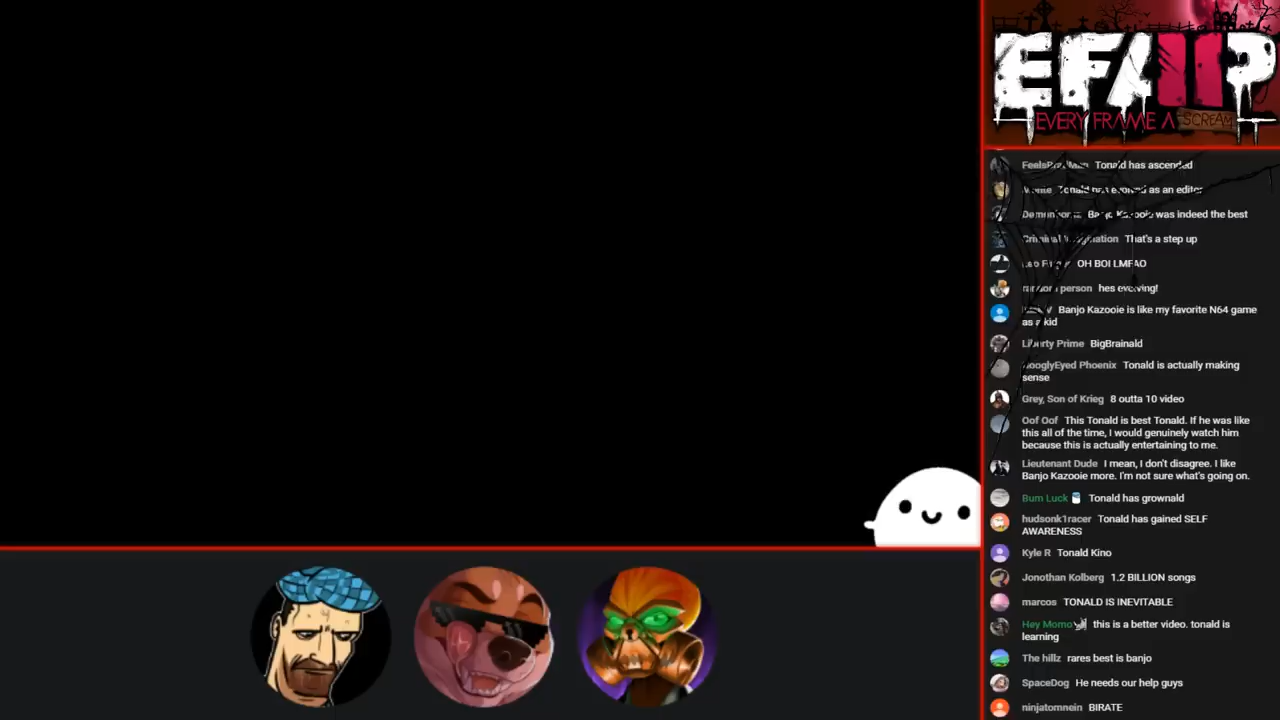 EFAP
EVERY FRAME A SCREAM
Tonald has ascended
Tonald has evolved as an editor
Banjo Kazooie was indeed the best
That's a step up
OH BOI LMFAO
random person hes evolving!
Banjo Kazooie is like my favorite N64 game
as a kid
Liberty Prime BigBrainald
GooglyEyed Phoenix Tonald is actually making
sense
Grey, Son of Krieg 8 outta 10 video
Oof Oof This Tonald is best Tonald. If he was like
this all of the time, I would genuinely watch him
because this is actually entertaining to me.
Lieutenant Dude I mean, I don't disagree. I like
Banjo Kazooie more. I'm not sure what's going on.
Bum Luck Tonald has grownald
hudsonk1racer Tonald has gained SELF
AWARENESS
Kyle R Tonald Kino
Jonothan Kolberg 1.2 BILLION songs
marcos TONALD IS INEVITABLE
Hey Momo this is a better video. tonald is
learning
The hillz rares best is banjo
SpaceDog He needs our help guys
ninjatomnein BIRATE